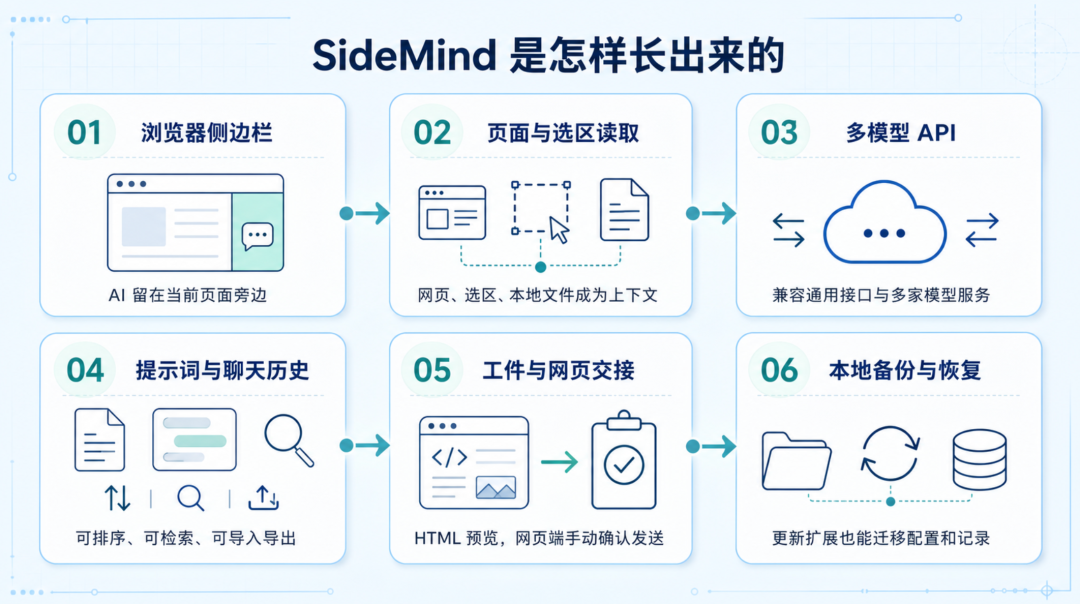 SideMind 是怎样长出来的
01 浏览器侧边栏
AI 留在当前页面旁边
02 页面与选区读取
网页、选区、本地文件成为上下文
03 多模型 API
兼容通用接口与多家模型服务
04 提示词与聊天历史
可排序、可检索、可导入导出
05 工件与网页交接
</>
HTML 预览，网页端手动确认发送
06 本地备份与恢复
更新扩展也能迁移配置和记录